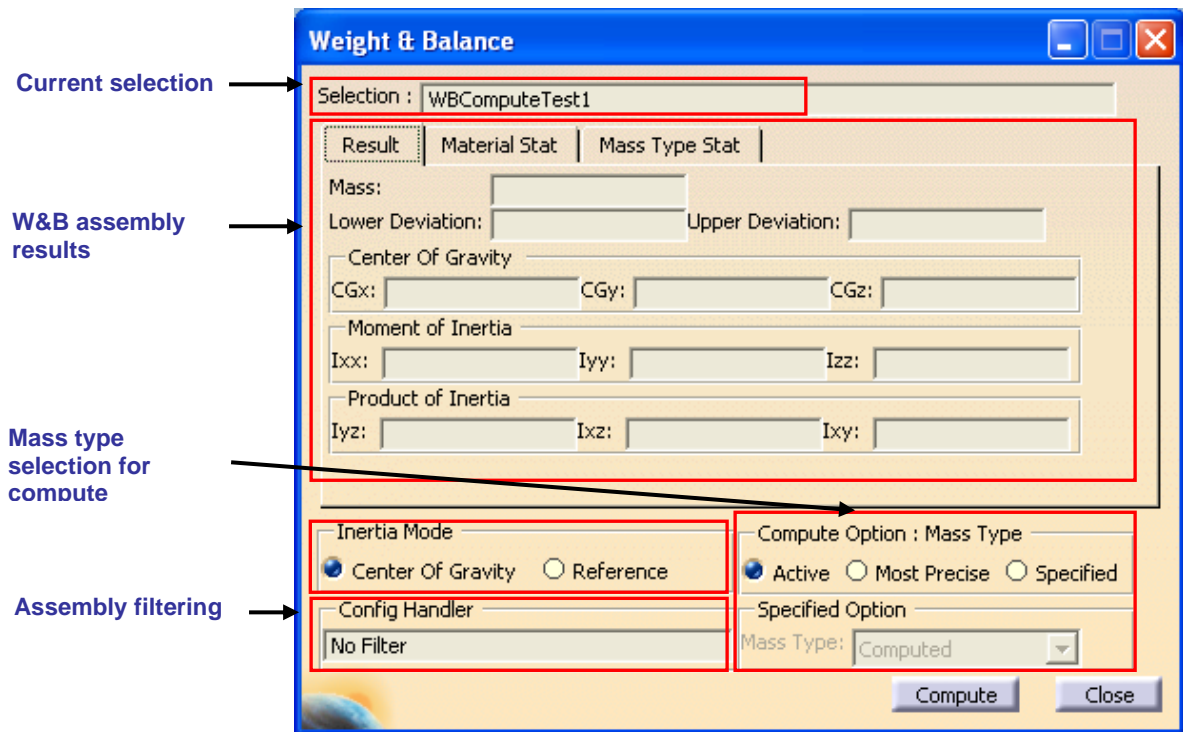 Weight & Balance
Current selection
Selection : WBComputeTest1
Result Material Stat Mass Type Stat
Mass:
W&B assembly
results
Lower Deviation: Upper Deviation:
Center Of Gravity
CGx: CGy: CGz:
Moment of Inertia
Ixx: Iyy: Izz:
Product of Inertia
Iyz: Ixz: Ixy:
Mass type
selection for
compute
Inertia Mode
Center Of Gravity Reference
Compute Option : Mass Type
Active Most Precise Specified
Assembly filtering
Config Handler
No Filter
Specified Option
Mass Type: Computed
Compute Close